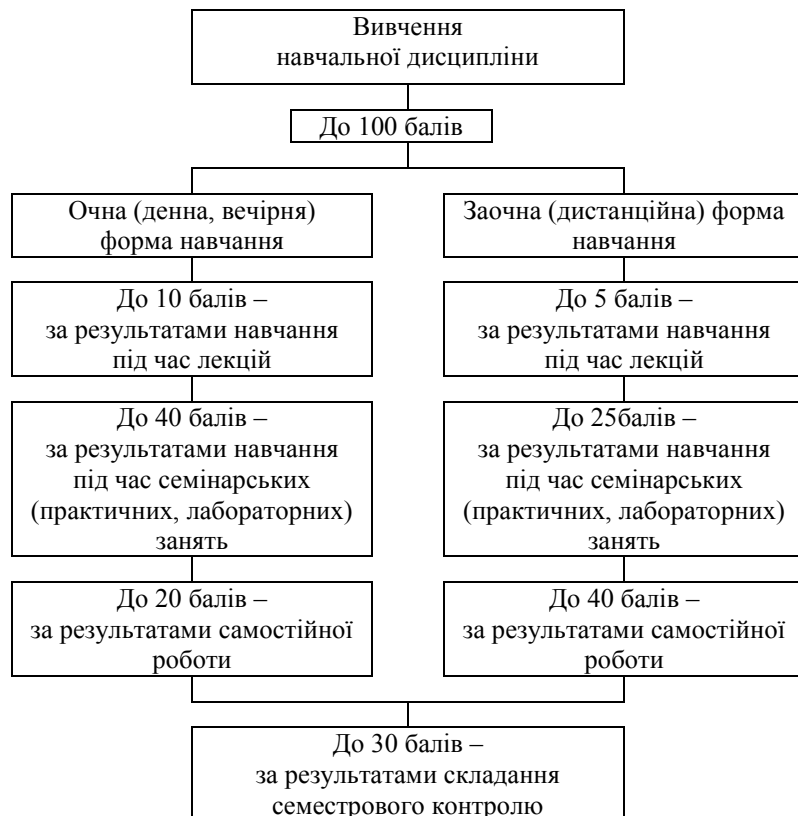 Вивчення
навчальної дисципліни
До 100 балів
Очна (денна, вечірня)
форма навчання
До 10 балів –
за результатами навчання
під час лекцій
До 40 балів –
за результатами навчання
під час семінарських
(практичних, лабораторних)
занять
До 20 балів –
за результатами самостійної
роботи
Заочна (дистанційна) форма
навчання
До 5 балів –
за результатами навчання
під час лекцій
До 25балів –
за результатами навчання
під час семінарських
(практичних, лабораторних)
занять
До 40 балів –
за результатами самостійної
роботи
До 30 балів –
за результатами складання
семестрового контролю